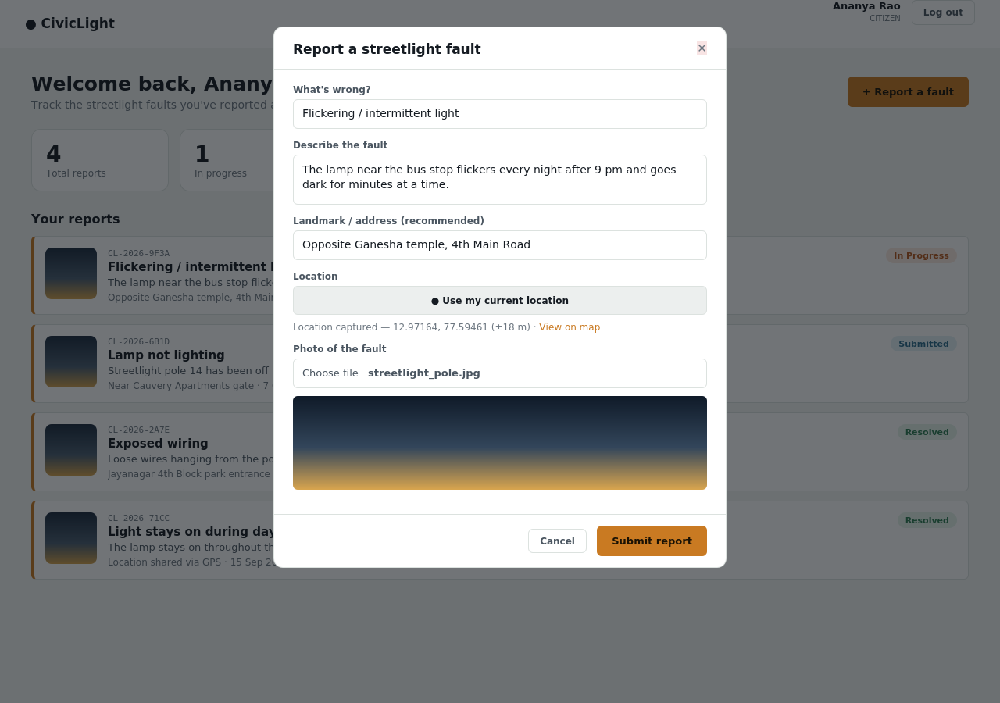 ● CivicLight
Ananya Rao
CITIZEN
Log out
Welcome back, Anany
Track the streetlight faults you've reported
+ Report a fault
4
Total reports
1
In progress
Your reports
CL-2026-9F3A
Flickering / intermittent
The lamp near the bus stop
Opposite Ganesha temple, 4th
In Progress
CL-2026-6B1D
Lamp not lighting
Streetlight pole 14 has been off
Near Cauvery Apartments gate · 7
Submitted
CL-2026-2A7E
Exposed wiring
Loose wires hanging from the
Jayanagar 4th Block park entrance
Resolved
CL-2026-71CC
Light stays on during day
The lamp stays on throughout
Location shared via GPS · 15 Sep
Resolved
Report a streetlight fault
✕
What's wrong?
Flickering / intermittent light
Describe the fault
The lamp near the bus stop flickers every night after 9 pm and goes
dark for minutes at a time.
Landmark / address (recommended)
Opposite Ganesha temple, 4th Main Road
Location
● Use my current location
Location captured — 12.97164, 77.59461 (±18 m) · View on map
Photo of the fault
Choose file streetlight_pole.jpg
Cancel
Submit report